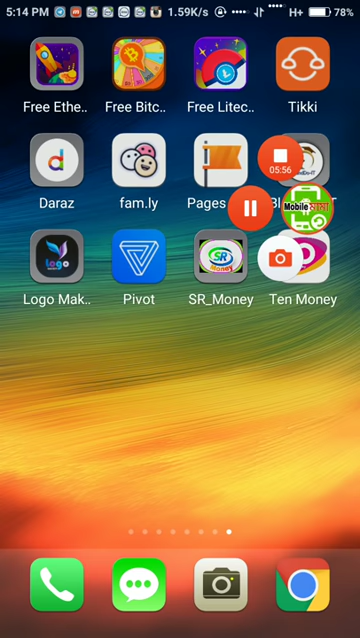 5:14 PM 1.59K/s H+ 78%
Free Ethe.. Free Bitc.. Free Litec.. Tikki
05:56
Mobile মামা
Daraz fam.ly Pages
Logo
SR Money
Logo Mak.. Pivot SR_Money Ten Money